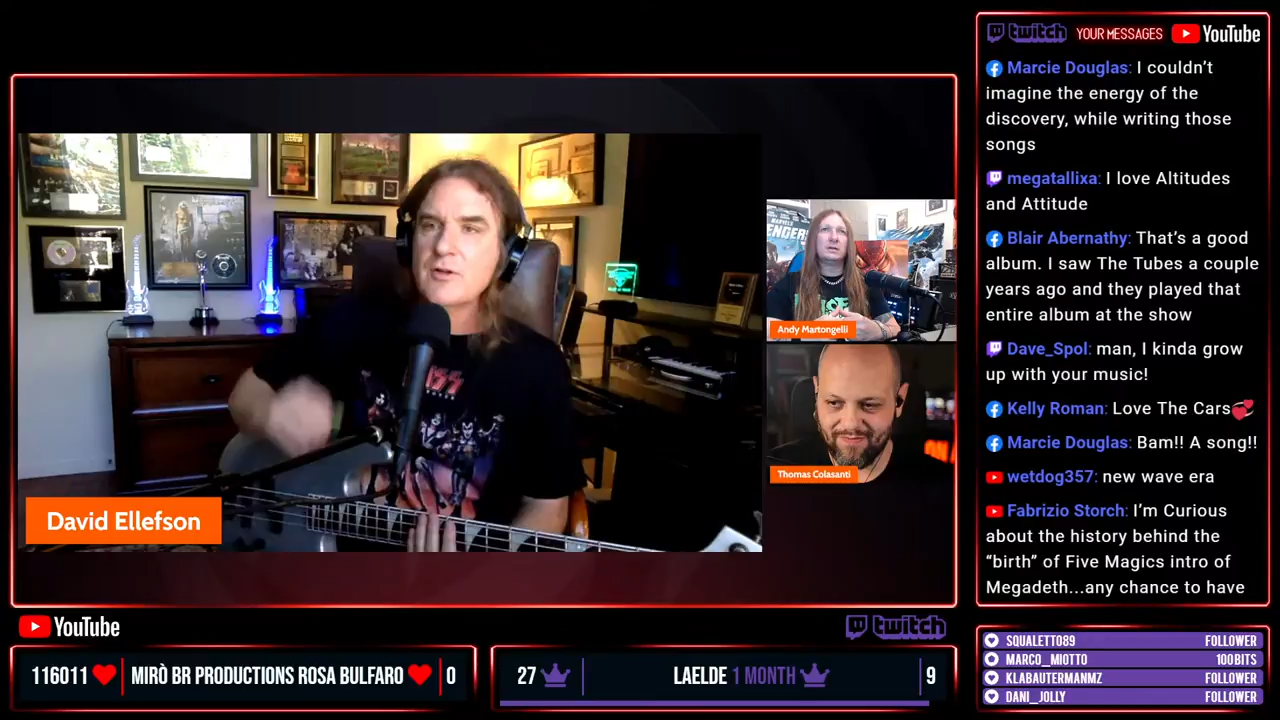 David Ellefson
KISS
MARVEL'S
ENGERS
Andy Martongelli
Thomas Colasanti
twitch YOUR MESSAGES YouTube
Marcie Douglas: I couldn't
imagine the energy of the
discovery, while writing those
songs
megatallixa: I love Altitudes
and Attitude
Blair Abernathy: That's a good
album. I saw The Tubes a couple
years ago and they played that
entire album at the show
Dave_Spol: man, I kinda grow
up with your music!
Kelly Roman: Love The Cars💞
Marcie Douglas: Bam!! A song!!
wetdog357: new wave era
Fabrizio Storch: I'm Curious
about the history behind the
“birth” of Five Magics intro of
Megadeth...any chance to have
YouTube
twitch
116011 MIRÒ BR PRODUCTIONS ROSA BULFARO 0
27 LAELDE 1 MONTH 9
SQUALETTO89 FOLLOWER
MARCO_MIOTTO 100BITS
KLABAUTERMANMZ FOLLOWER
DANI_JOLLY FOLLOWER